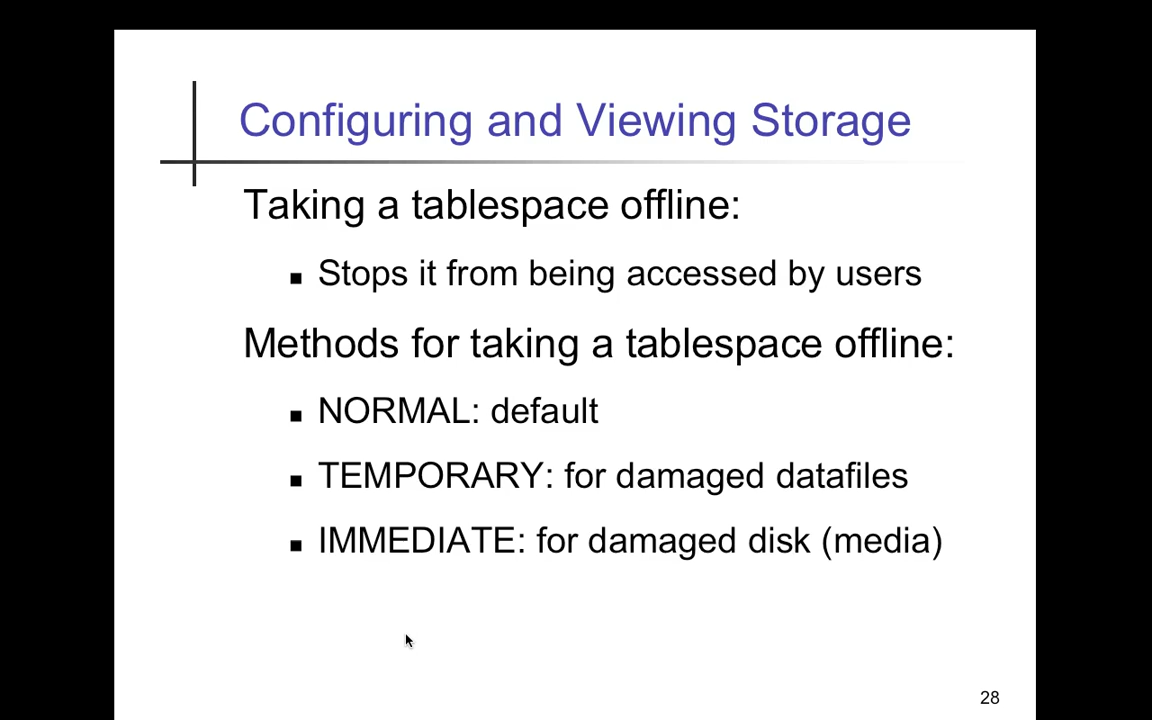 Configuring and Viewing Storage
Taking a tablespace offline:
Stops it from being accessed by users
Methods for taking a tablespace offline:
NORMAL: default
TEMPORARY: for damaged datafiles
IMMEDIATE: for damaged disk (media)
28